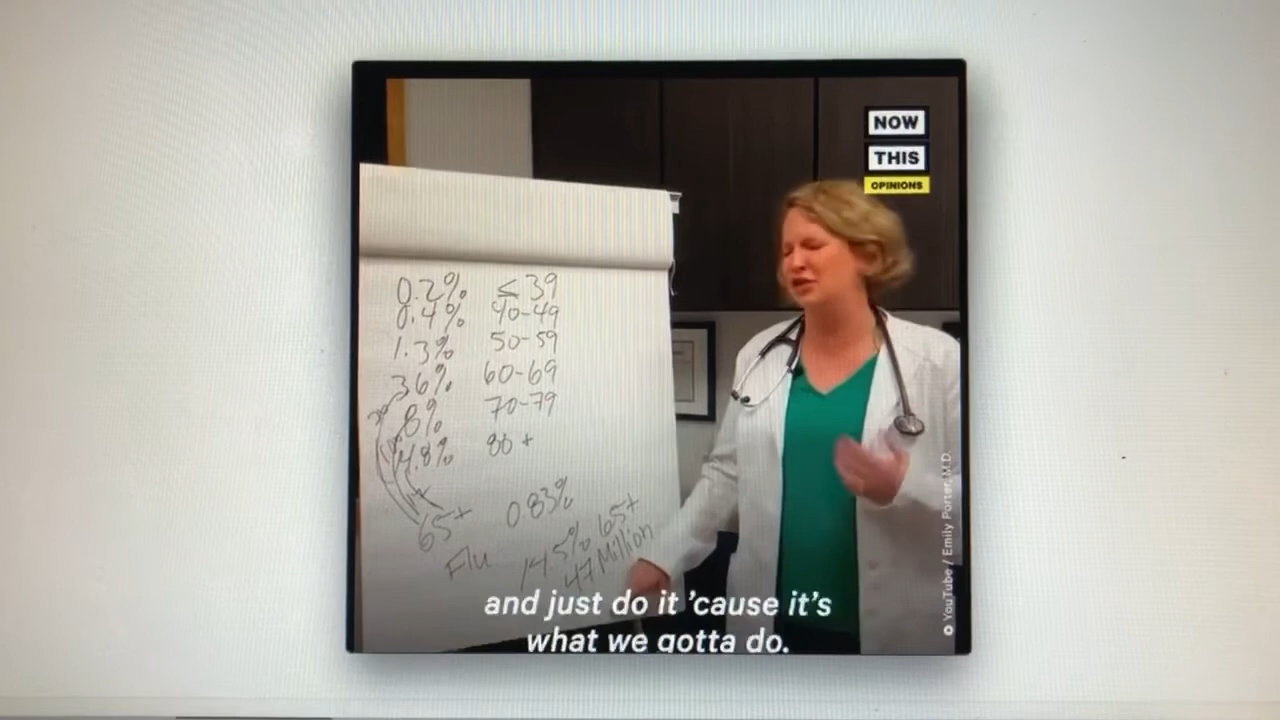 NOW
THIS
OPINIONS
0.2% ≤39
0.4% 40-49
1.3% 50-59
3.6% 60-69
8% 70-79
14.8% 80+
65+ 0.83%
Flu 14.5% 65+
47 Million
and just do it 'cause it's
what we gotta do.
YouTube / Emily Porter, M.D.